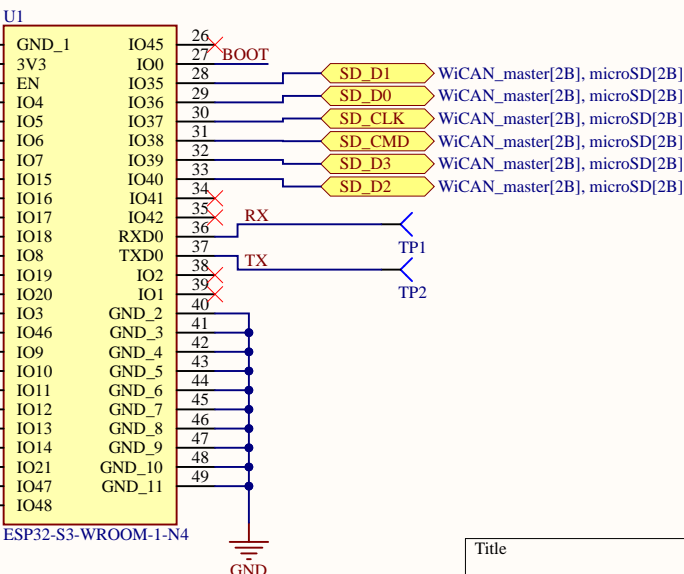 U1
GND_1 IO45 26
3V3 IO0 27 BOOT
EN IO35 28 SD_D1 WiCAN_master[2B], microSD[2B]
IO4 IO36 29 SD_D0 WiCAN_master[2B], microSD[2B]
IO5 IO37 30 SD_CLK WiCAN_master[2B], microSD[2B]
IO6 IO38 31 SD_CMD WiCAN_master[2B], microSD[2B]
IO7 IO39 32 SD_D3 WiCAN_master[2B], microSD[2B]
IO15 IO40 33 SD_D2 WiCAN_master[2B], microSD[2B]
IO16 IO41 34
IO17 IO42 35
IO18 RXD0 36 RX TP1
IO8 TXD0 37 TX TP2
IO19 IO2 38
IO20 IO1 39
IO3 GND_2 40
IO46 GND_3 41
IO9 GND_4 42
IO10 GND_5 43
IO11 GND_6 44
IO12 GND_7 45
IO13 GND_8 46
IO14 GND_9 47
IO21 GND_10 48
IO47 GND_11 49
IO48
ESP32-S3-WROOM-1-N4
GND
Title